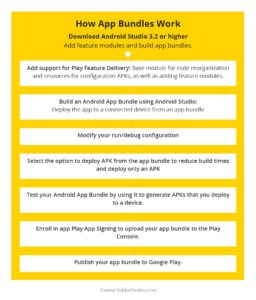 How App Bundles Work
Download Android Studio 3.2 or higher
Add feature modules and build app bundles.
Add support for Play Feature Delivery: Base module for code reorganization
and resources for configuration APKs, as well as adding feature modules.
Build an Android App Bundle using Android Studio:
Deploy the app to a connected device from an app bundle
Modify your run/debug configuration
Select the option to deploy APK from the app bundle to reduce build times
and deploy only an APK
Test your Android App Bundle by using it to generate APKs that you deploy
to a device.
Enroll in app Play App Signing to upload your app bundle to the Play
Console.
Publish your app bundle to Google Play.
©www.hiddenbrains.com